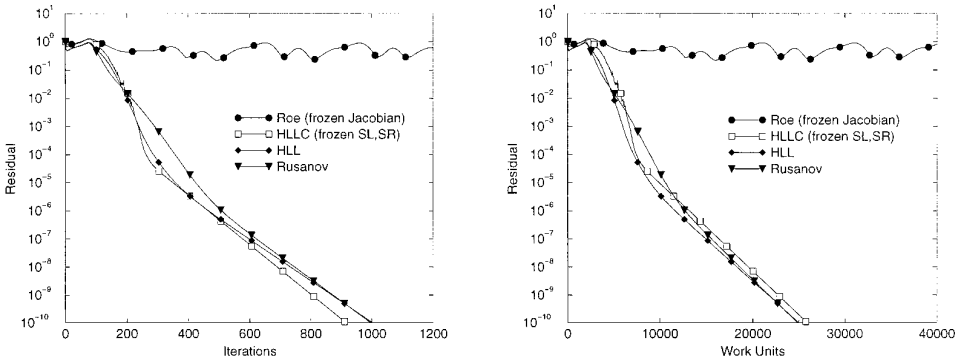 10^1
10^0
10^-1
10^-2
10^-3
10^-4
10^-5
10^-6
10^-7
10^-8
10^-9
10^-10
Residual
0 200 400 600 800 1000 1200
Iterations
Roe (frozen Jacobian)
HLLC (frozen SL,SR)
HLL
Rusanov
10^1
10^0
10^-1
10^-2
10^-3
10^-4
10^-5
10^-6
10^-7
10^-8
10^-9
10^-10
Residual
0 10000 20000 30000 40000
Work Units
Roe (frozen Jacobian)
HLLC (frozen SL,SR)
HLL
Rusanov